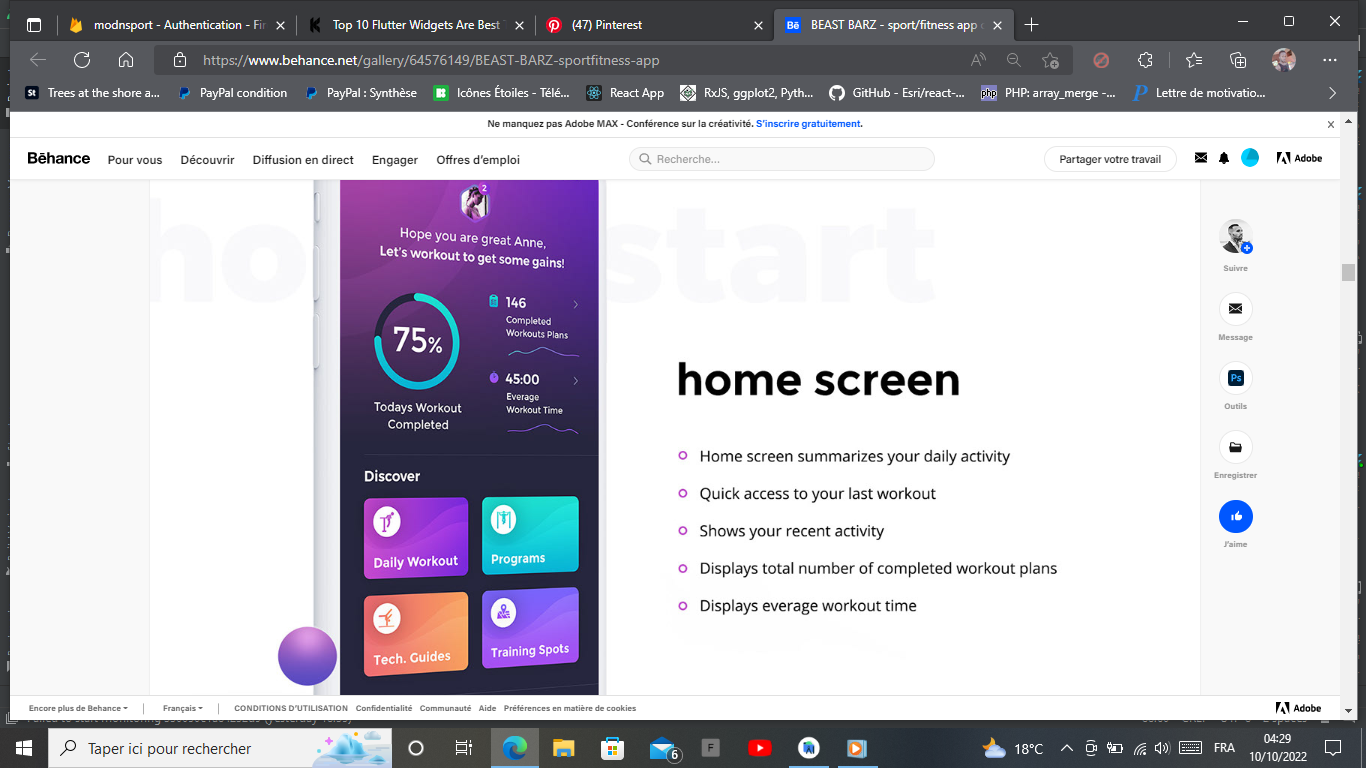 modnsport - Authentication - Fir
Top 10 Flutter Widgets Are Best
(47) Pinterest
BEAST BARZ - sport/fitness app
https://www.behance.net/gallery/64576149/BEAST-BARZ-sportfitness-app
Trees at the shore a...
PayPal condition
PayPal : Synthèse
Icônes Étoiles - Télé...
React App
RxJS, ggplot2, Pyth...
GitHub - Esri/react-...
PHP: array_merge -...
Lettre de motivatio...
Ne manquez pas Adobe MAX - Conférence sur la créativité. S'inscrire gratuitement.
Bēhance
Pour vous
Découvrir
Diffusion en direct
Engager
Offres d'emploi
Recherche...
Partager votre travail
Adobe
start
2
Hope you are great Anne,
Let's workout to get some gains!
75%
Todays Workout
Completed
146
Completed
Workouts Plans
45:00
Everage
Workout Time
Discover
Daily Workout
Programs
Tech. Guides
Training Spots
home screen
Home screen summarizes your daily activity
Quick access to your last workout
Shows your recent activity
Displays total number of completed workout plans
Displays everage workout time
Suivre
Message
Ps
Outils
Enregistrer
J'aime
Encore plus de Behance
Français
CONDITIONS D'UTILISATION
Confidentialité
Communauté
Aide
Préférences en matière de cookies
Adobe
Taper ici pour rechercher
6
F
18°C
FRA
04:29
10/10/2022